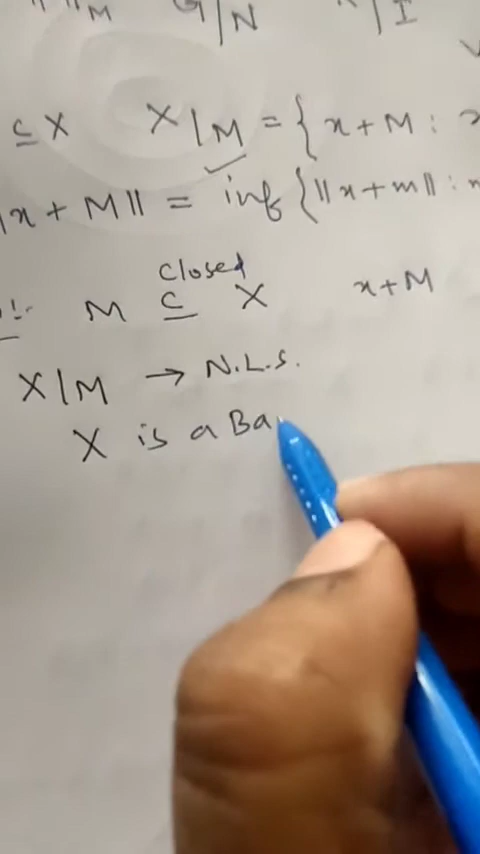 M G/N /I
⊆ X X/M = { x + M :
|x + M|| = inf { ||x + m|| :
closed
:- M ⊆ X x+M
X/M → N.L.S.
X is a Ba